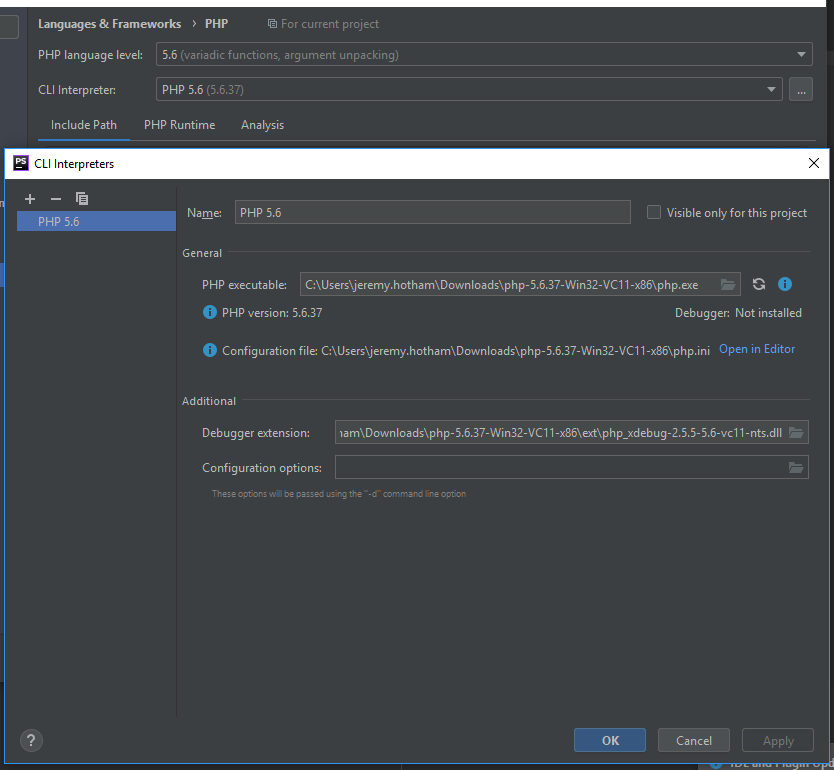 Languages & Frameworks › PHP For current project
PHP language level: 5.6 (variadic functions, argument unpacking)
CLI Interpreter: PHP 5.6 (5.6.37) ...
Include Path PHP Runtime Analysis
PS CLI Interpreters
PHP 5.6
Name: PHP 5.6 Visible only for this project
General
PHP executable: C:\Users\jeremy.hotham\Downloads\php-5.6.37-Win32-VC11-x86\php.exe
PHP version: 5.6.37 Debugger: Not installed
Configuration file: C:\Users\jeremy.hotham\Downloads\php-5.6.37-Win32-VC11-x86\php.ini Open in Editor
Additional
Debugger extension: ham\Downloads\php-5.6.37-Win32-VC11-x86\ext\php_xdebug-2.5.5-5.6-vc11-nts.dll
Configuration options:
These options will be passed using the "-d" command line option
? OK Cancel Apply
IDE and Plugin Upd